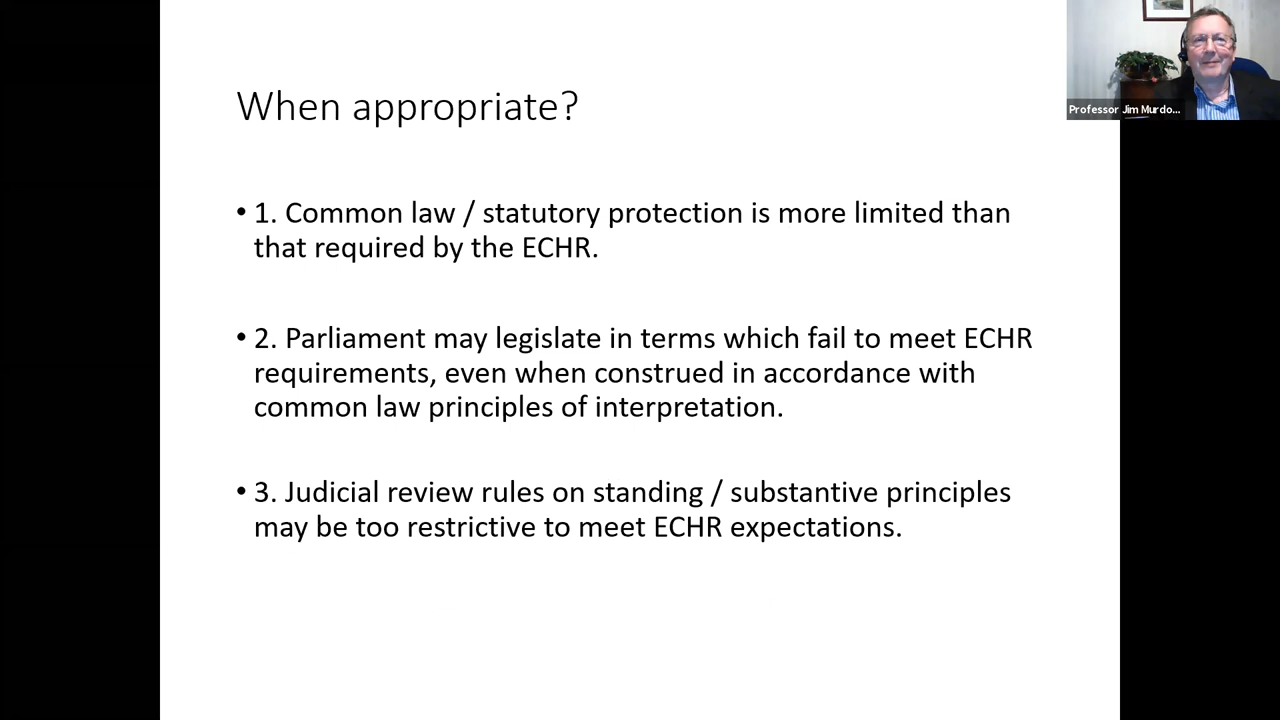 When appropriate?
Professor Jim Murdo...
• 1. Common law / statutory protection is more limited than
that required by the ECHR.
• 2. Parliament may legislate in terms which fail to meet ECHR
requirements, even when construed in accordance with
common law principles of interpretation.
• 3. Judicial review rules on standing / substantive principles
may be too restrictive to meet ECHR expectations.